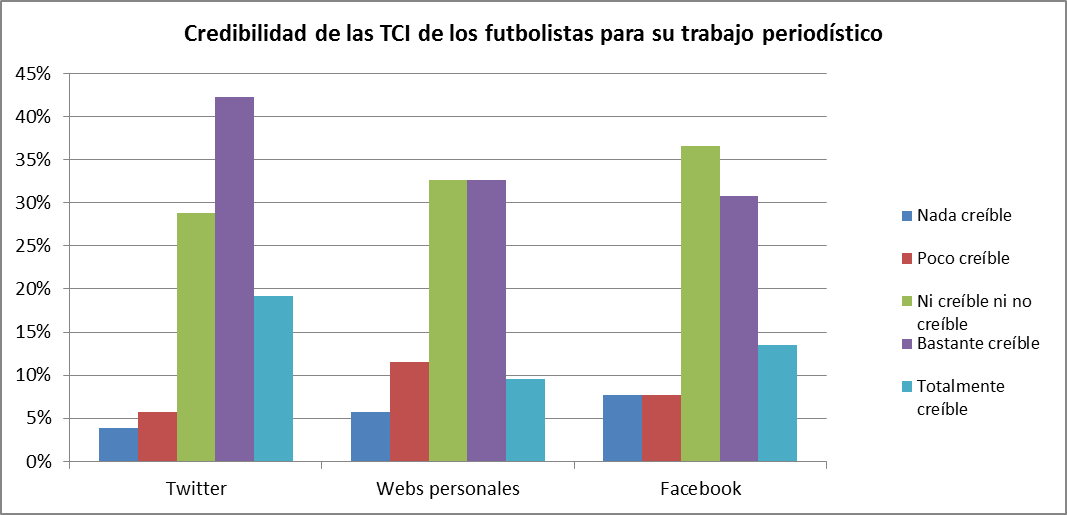 Credibilidad de las TCI de los futbolistas para su trabajo periodístico
45%
40%
35%
30%
25%
20%
15%
10%
5%
0%
Twitter
Webs personales
Facebook
Nada creíble
Poco creíble
Ni creíble ni no
creíble
Bastante creíble
Totalmente
creíble